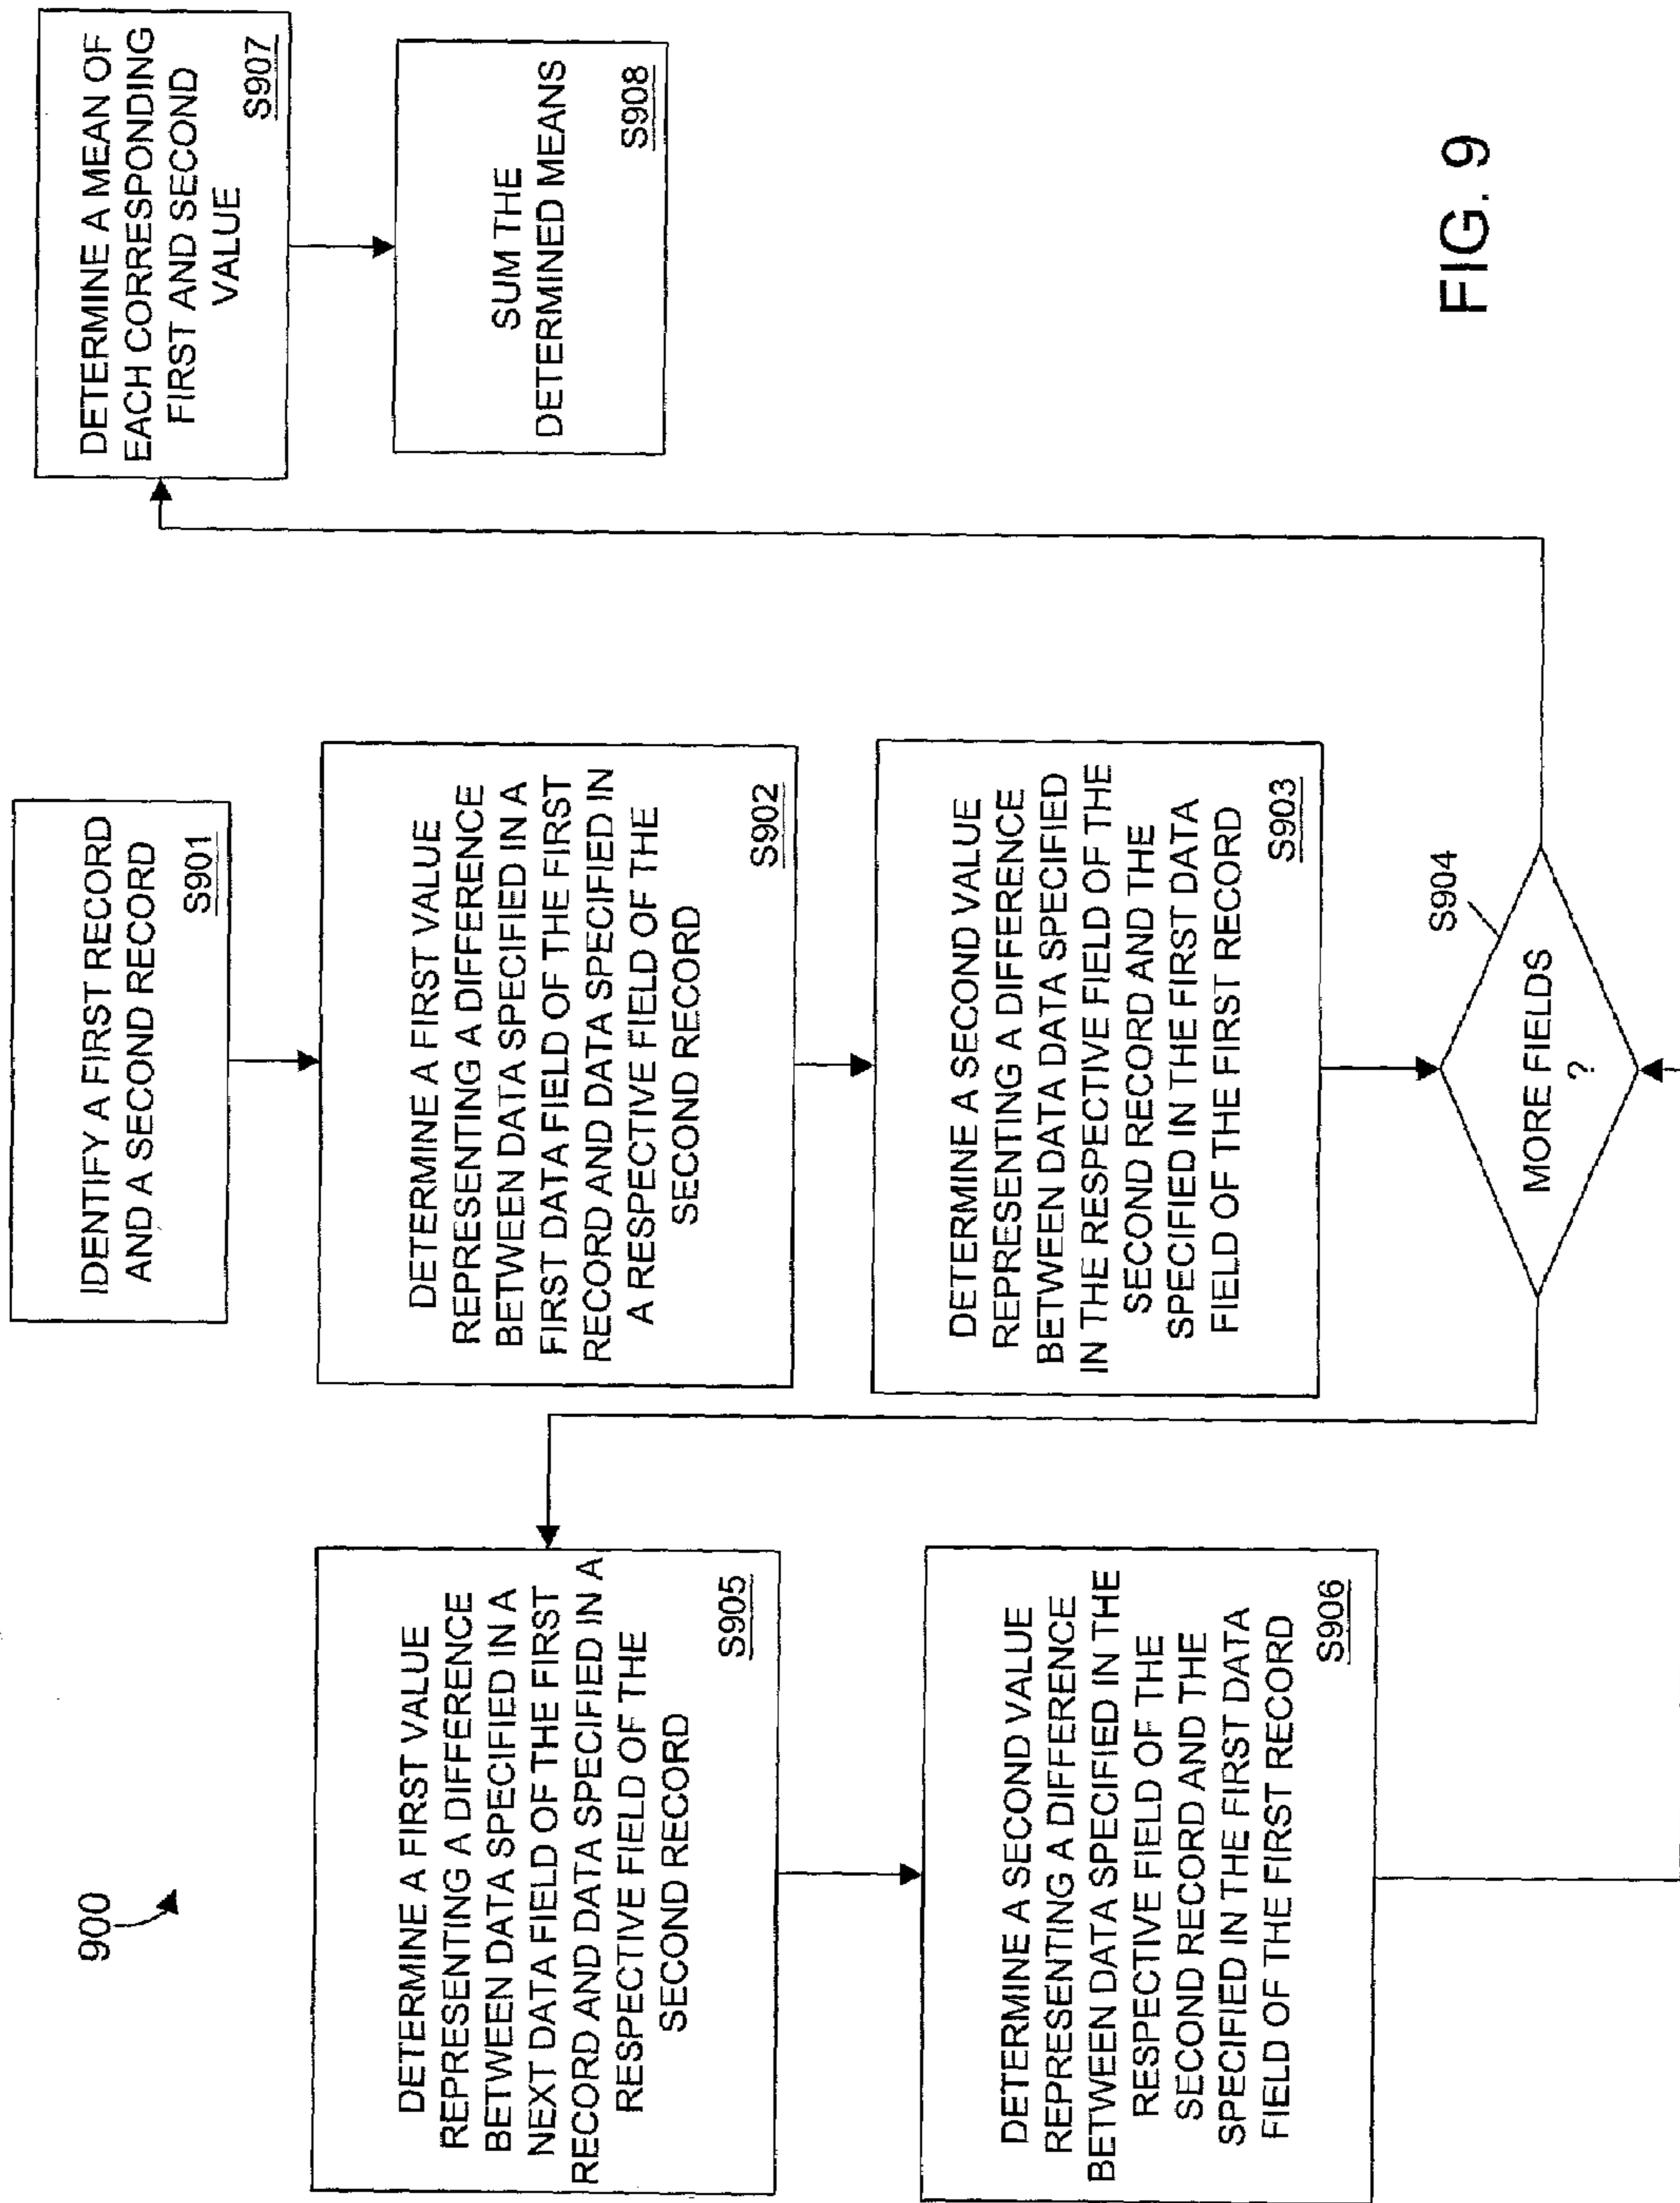 900
IDENTIFY A FIRST RECORD
AND A SECOND RECORD
S901
DETERMINE A FIRST VALUE
REPRESENTING A DIFFERENCE
BETWEEN DATA SPECIFIED IN A
FIRST DATA FIELD OF THE FIRST
RECORD AND DATA SPECIFIED IN
A RESPECTIVE FIELD OF THE
SECOND RECORD
S902
DETERMINE A SECOND VALUE
REPRESENTING A DIFFERENCE
BETWEEN DATA DATA SPECIFIED
IN THE RESPECTIVE FIELD OF THE
SECOND RECORD AND THE
SPECIFIED IN THE FIRST DATA
FIELD OF THE FIRST RECORD
S903
S904
MORE FIELDS
?
DETERMINE A FIRST VALUE
REPRESENTING A DIFFERENCE
BETWEEN DATA SPECIFIED IN A
NEXT DATA FIELD OF THE FIRST
RECORD AND DATA SPECIFIED IN A
RESPECTIVE FIELD OF THE
SECOND RECORD
S905
DETERMINE A SECOND VALUE
REPRESENTING A DIFFERENCE
BETWEEN DATA SPECIFIED IN THE
RESPECTIVE FIELD OF THE
SECOND RECORD AND THE
SPECIFIED IN THE FIRST DATA
FIELD OF THE FIRST RECORD
S906
DETERMINE A MEAN OF
EACH CORRESPONDING
FIRST AND SECOND
VALUE
S907
SUM THE
DETERMINED MEANS
S908
FIG. 9